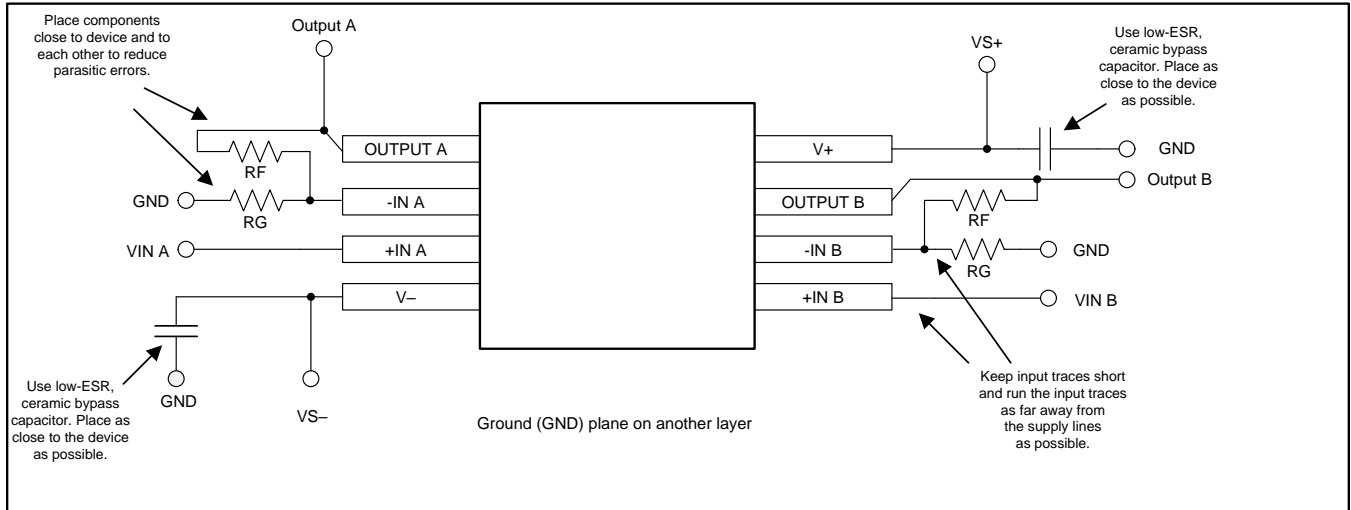 Place components
close to device and to
each other to reduce
parasitic errors.
Output A
VS+
Use low-ESR,
ceramic bypass
capacitor. Place as
close to the device
as possible.
OUTPUT A
V+
GND
RF
OUTPUT B
Output B
GND
-IN A
RF
RG
VIN A
+IN A
-IN B
GND
RG
V–
+IN B
VIN B
Use low-ESR,
ceramic bypass
capacitor. Place as
close to the device
as possible.
GND
VS–
Ground (GND) plane on another layer
Keep input traces short
and run the input traces
as far away from
the supply lines
as possible.